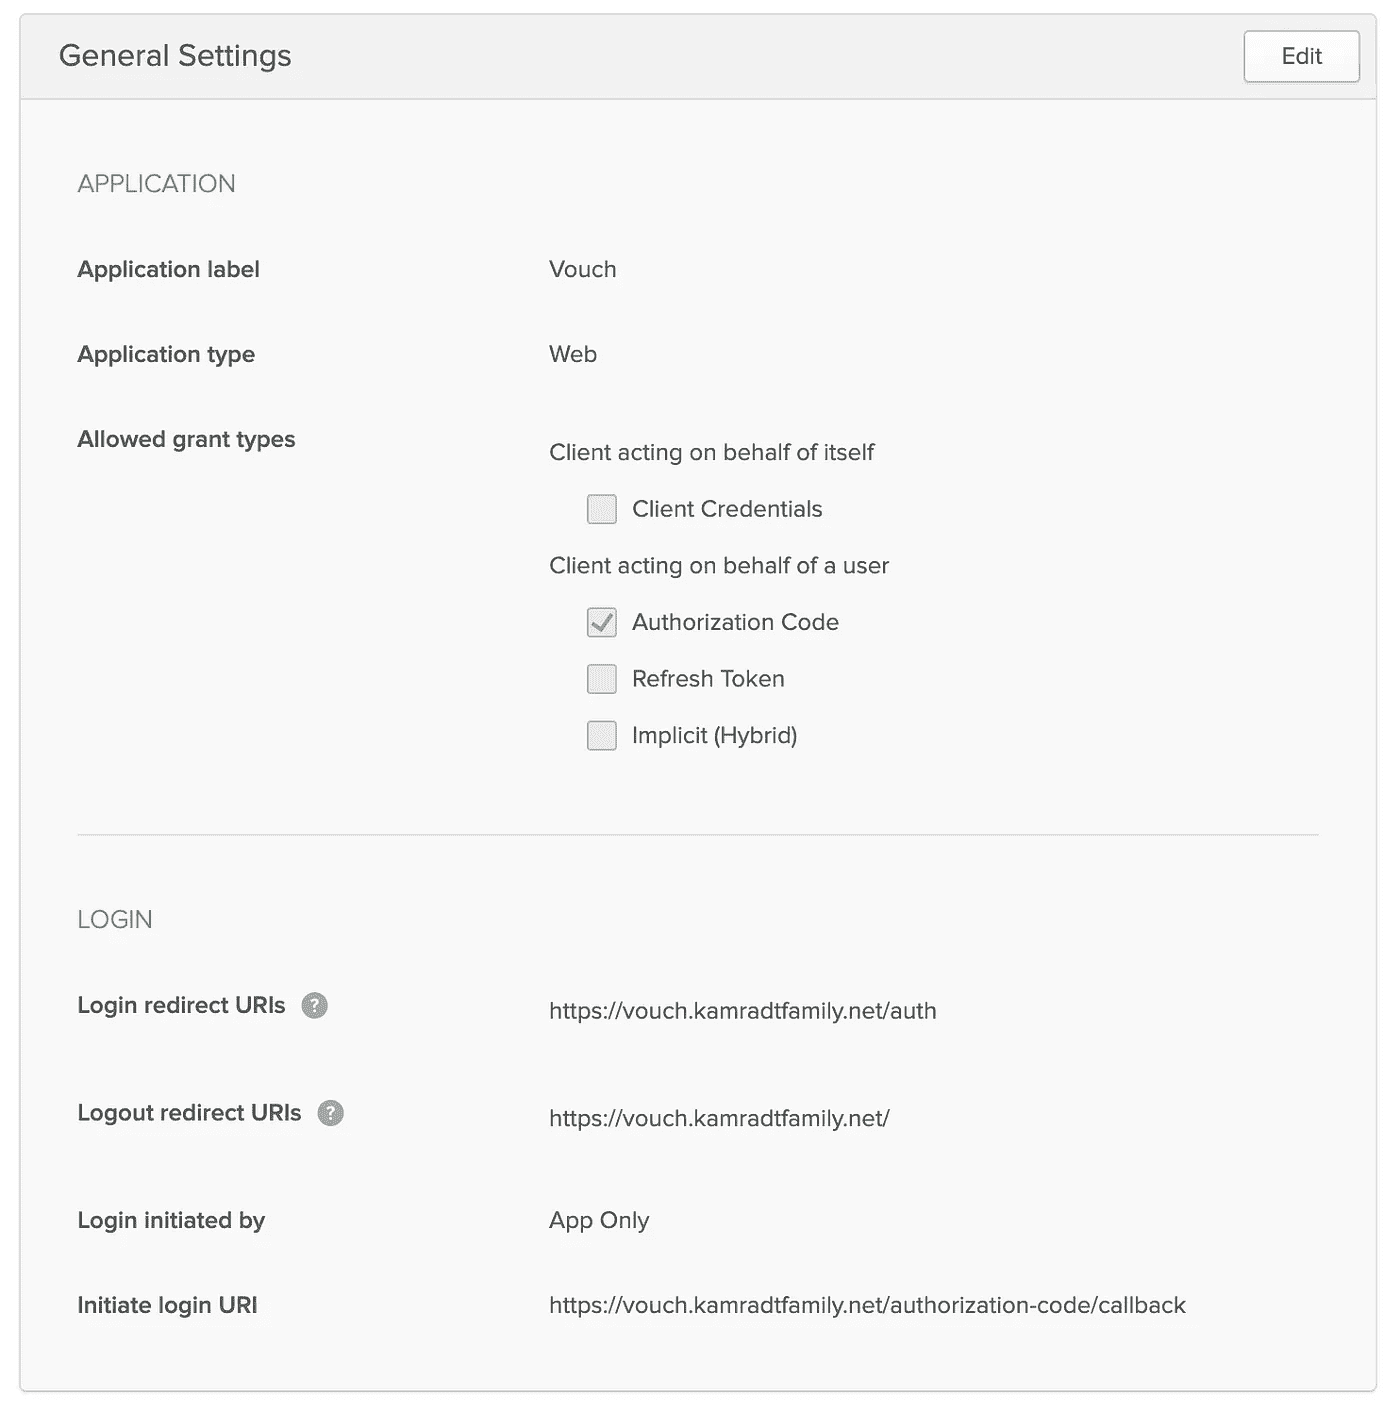 General Settings
Edit
APPLICATION
Application label
Vouch
Application type
Web
Allowed grant types
Client acting on behalf of itself
Client Credentials
Client acting on behalf of a user
Authorization Code
Refresh Token
Implicit (Hybrid)
LOGIN
Login redirect URIs ?
https://vouch.kamradtfamily.net/auth
Logout redirect URIs ?
https://vouch.kamradtfamily.net/
Login initiated by
App Only
Initiate login URI
https://vouch.kamradtfamily.net/authorization-code/callback